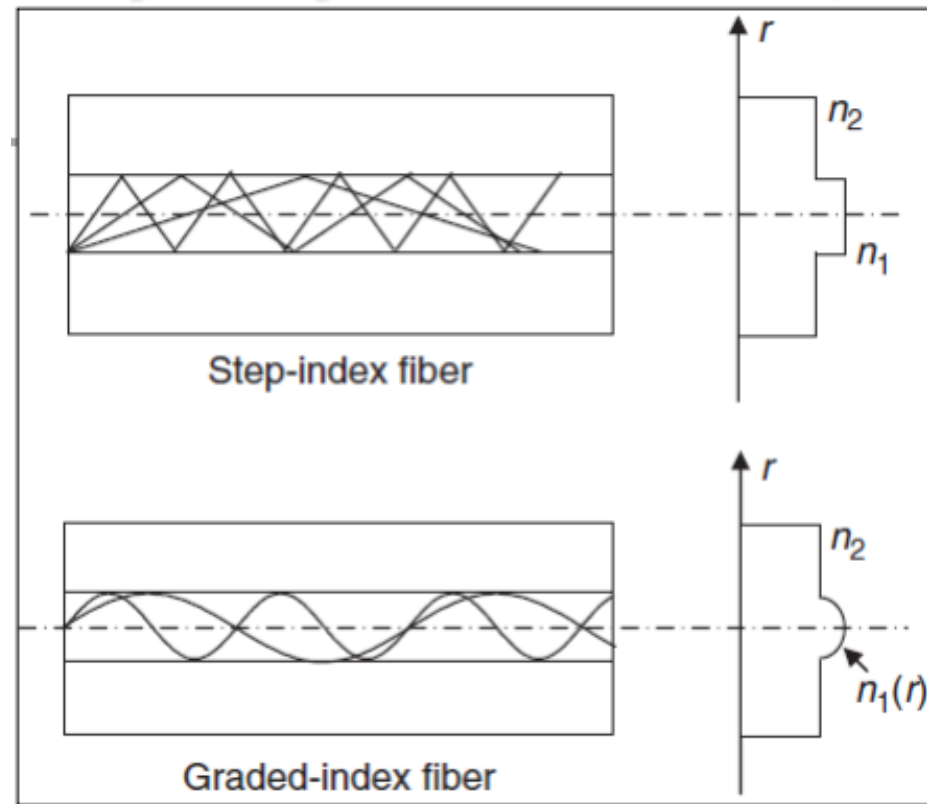 r
n₂
n₁
Step-index fiber
r
n₂
n₁(r)
Graded-index fiber